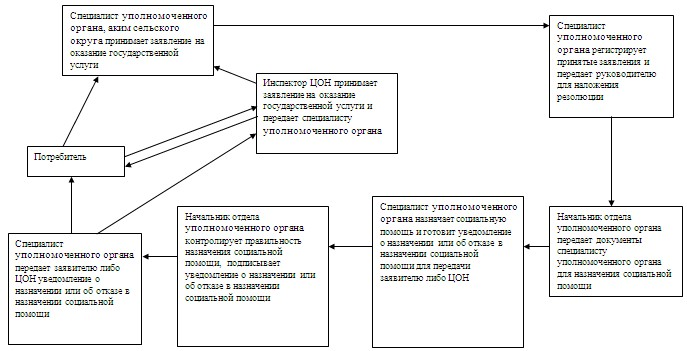 Специалист уполномоченного
органа, аким сельского
округа принимает заявление на
оказание государственной
услуги
Специалист
уполномоченного
органа регистрирует
принятые заявления и
передает руководителю
для наложения
резолюции
Инспектор ЦОН принимает
заявление на оказание
государственной услуги и
передает специалисту
уполномоченного органа
Потребитель
Специалист
уполномоченного органа
передает заявителю либо
ЦОН уведомление о
назначении или об отказе в
назначении социальной
помощи
Начальник отдела
уполномоченного органа
контролирует правильность
назначения социальной
помощи, подписывает
уведомление о назначении или
об отказе в назначении
социальной помощи
Специалист уполномоченного
органа назначает социальную
помощь и готовит уведомление
о назначении или об отказе в
назначении социальной
помощи для передачи
заявителю либо ЦОН
Начальник отдела
уполномоченного органа
передает документы
специалисту
уполномоченного органа
для назначения социальной
помощи